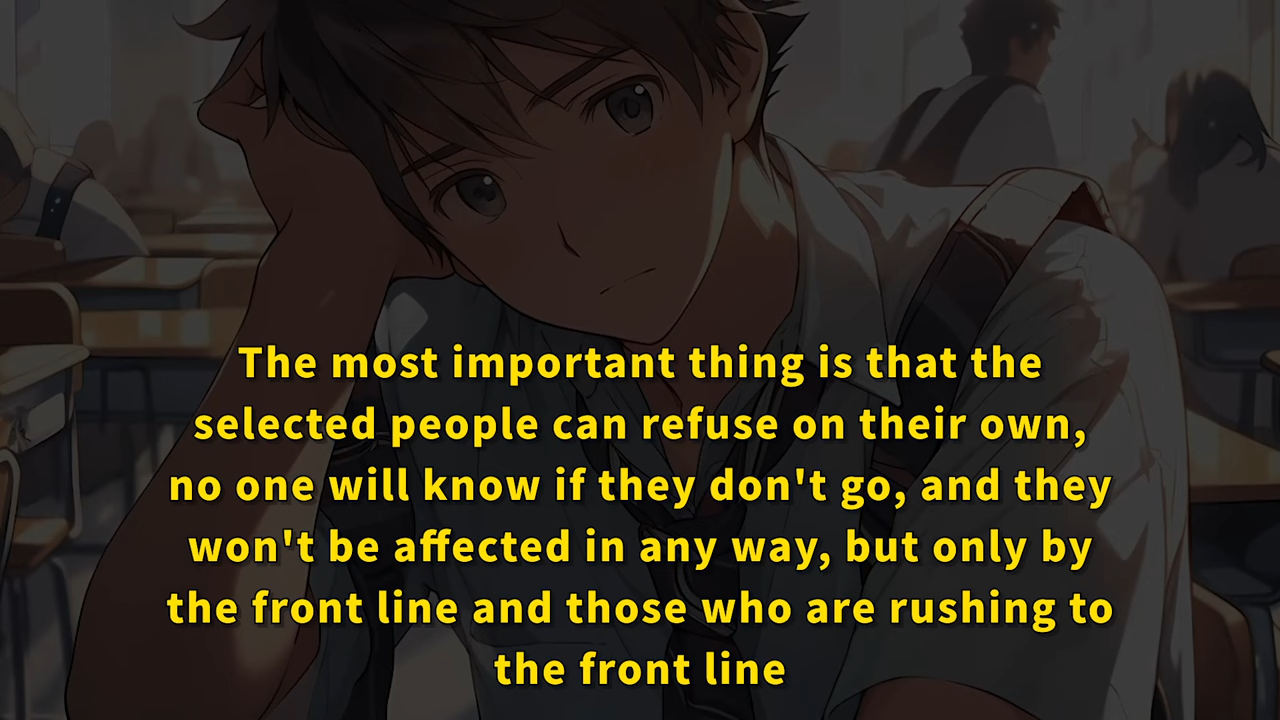 The most important thing is that the
selected people can refuse on their own,
no one will know if they don't go, and they
won't be affected in any way, but only by
the front line and those who are rushing to
the front line